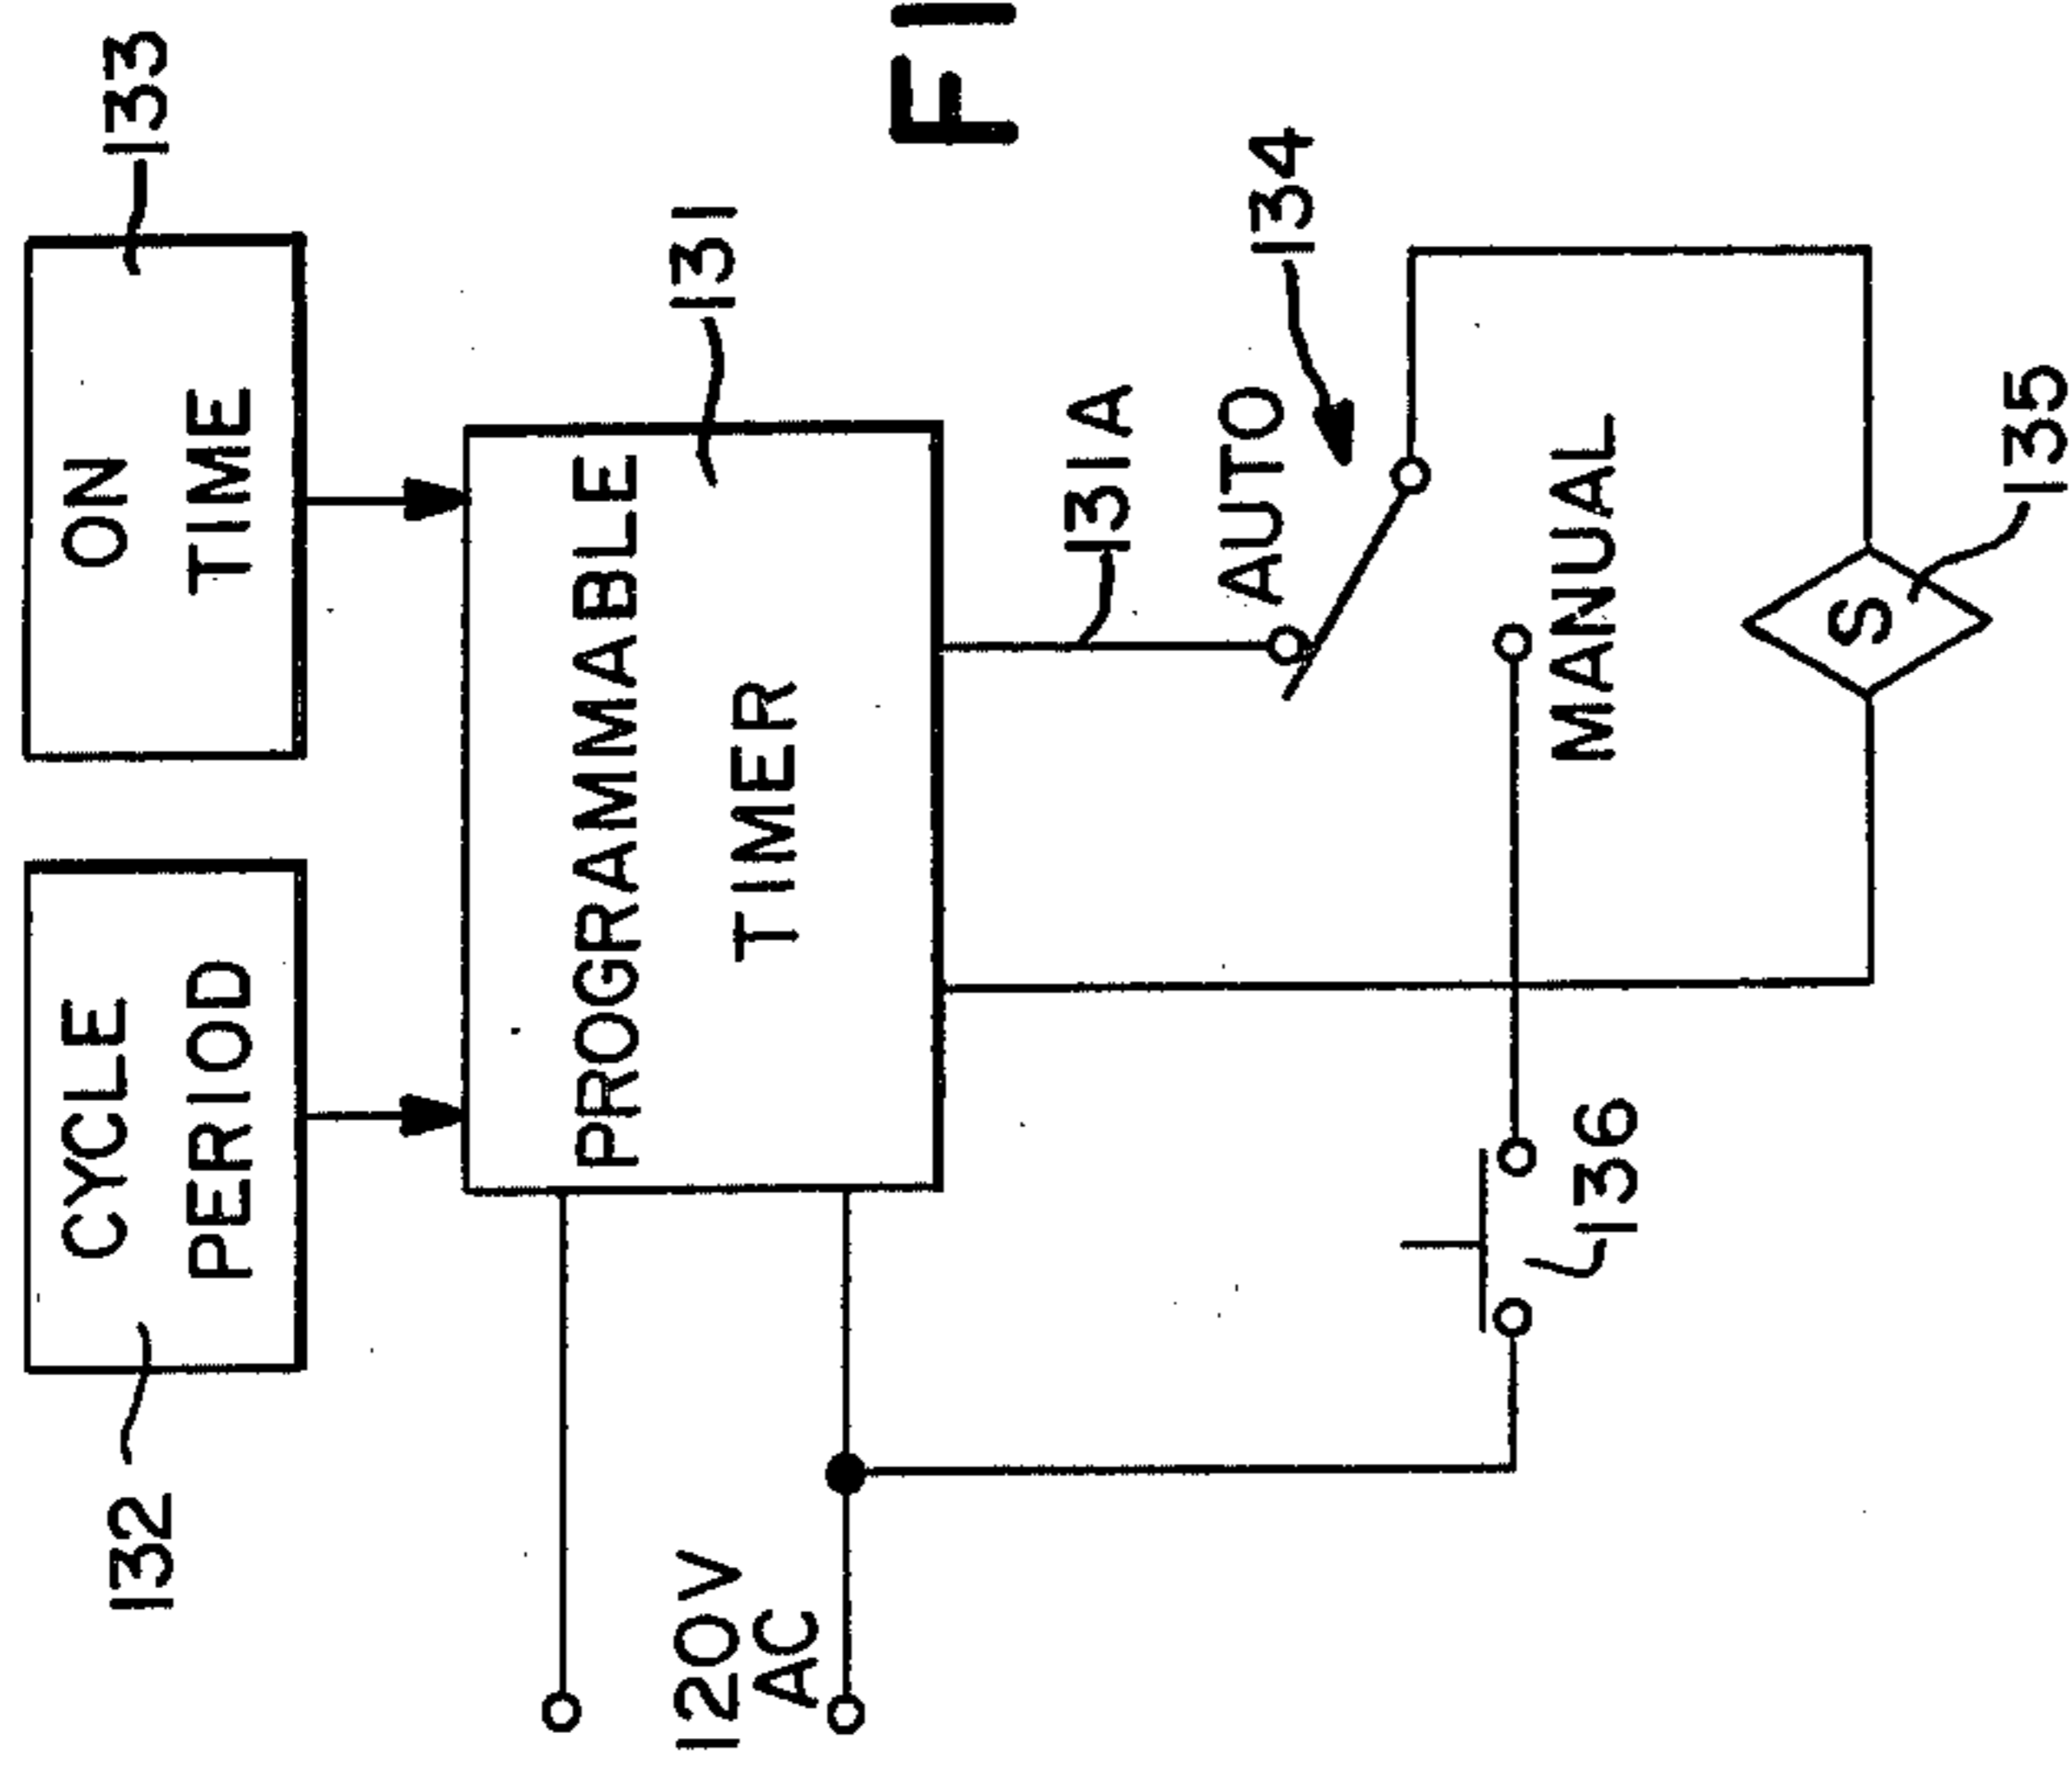 132
CYCLE
PERIOD
ON
TIME
133
PROGRAMMABLE
TIMER
131
120V
AC
131A
AUTO
134
MANUAL
136
S
135
FI